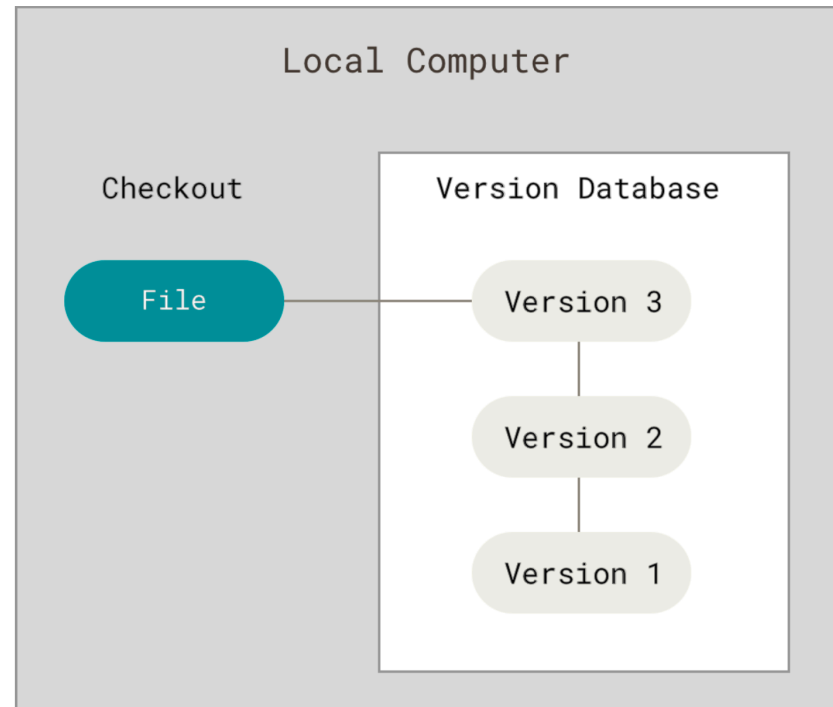 Local Computer
Checkout
Version Database
File
Version 3
Version 2
Version 1